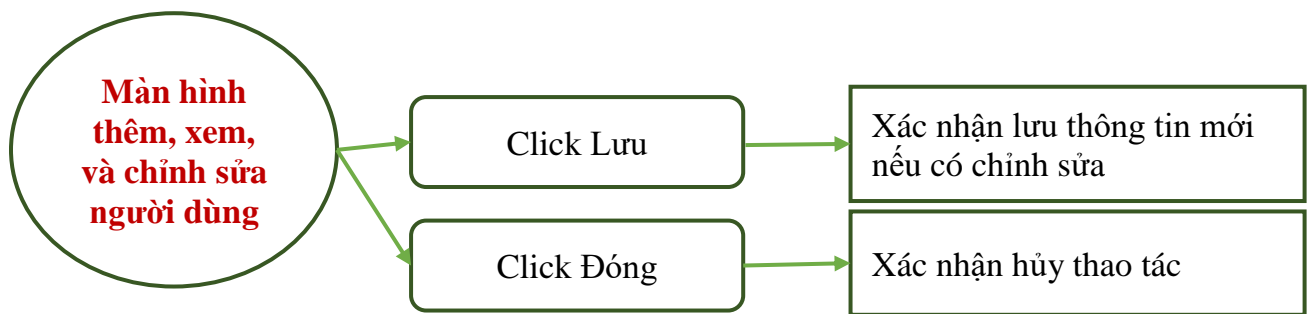 Màn hình
thêm, xem,
và chỉnh sửa
người dùng
Click Lưu
Xác nhận lưu thông tin mới
nếu có chỉnh sửa
Click Đóng
Xác nhận hủy thao tác